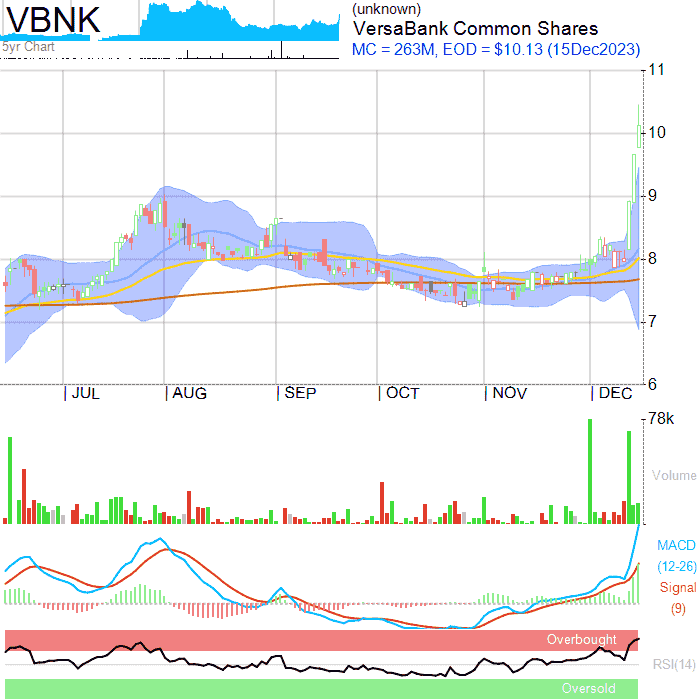 VBNK
5yr Chart
(unknown)
VersaBank Common Shares
MC = 263M, EOD = $10.13 (15Dec2023)
11
10
9
8
7
6
JUL AUG SEP OCT NOV DEC
78k
Volume
MACD
(12-26)
Signal
(9)
Overbought
RSI(14)
Oversold